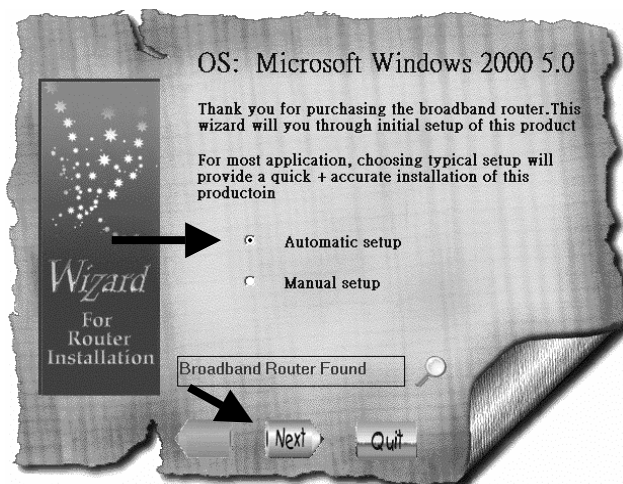 OS: Microsoft Windows 2000 5.0
Thank you for purchasing the broadband router.This
wizard will you through initial setup of this product
For most application, choosing typical setup will
provide a quick + accurate installation of this
productoin
Automatic setup
Manual setup
Wizard
For
Router
Installation
Broadband Router Found
Next
Quit